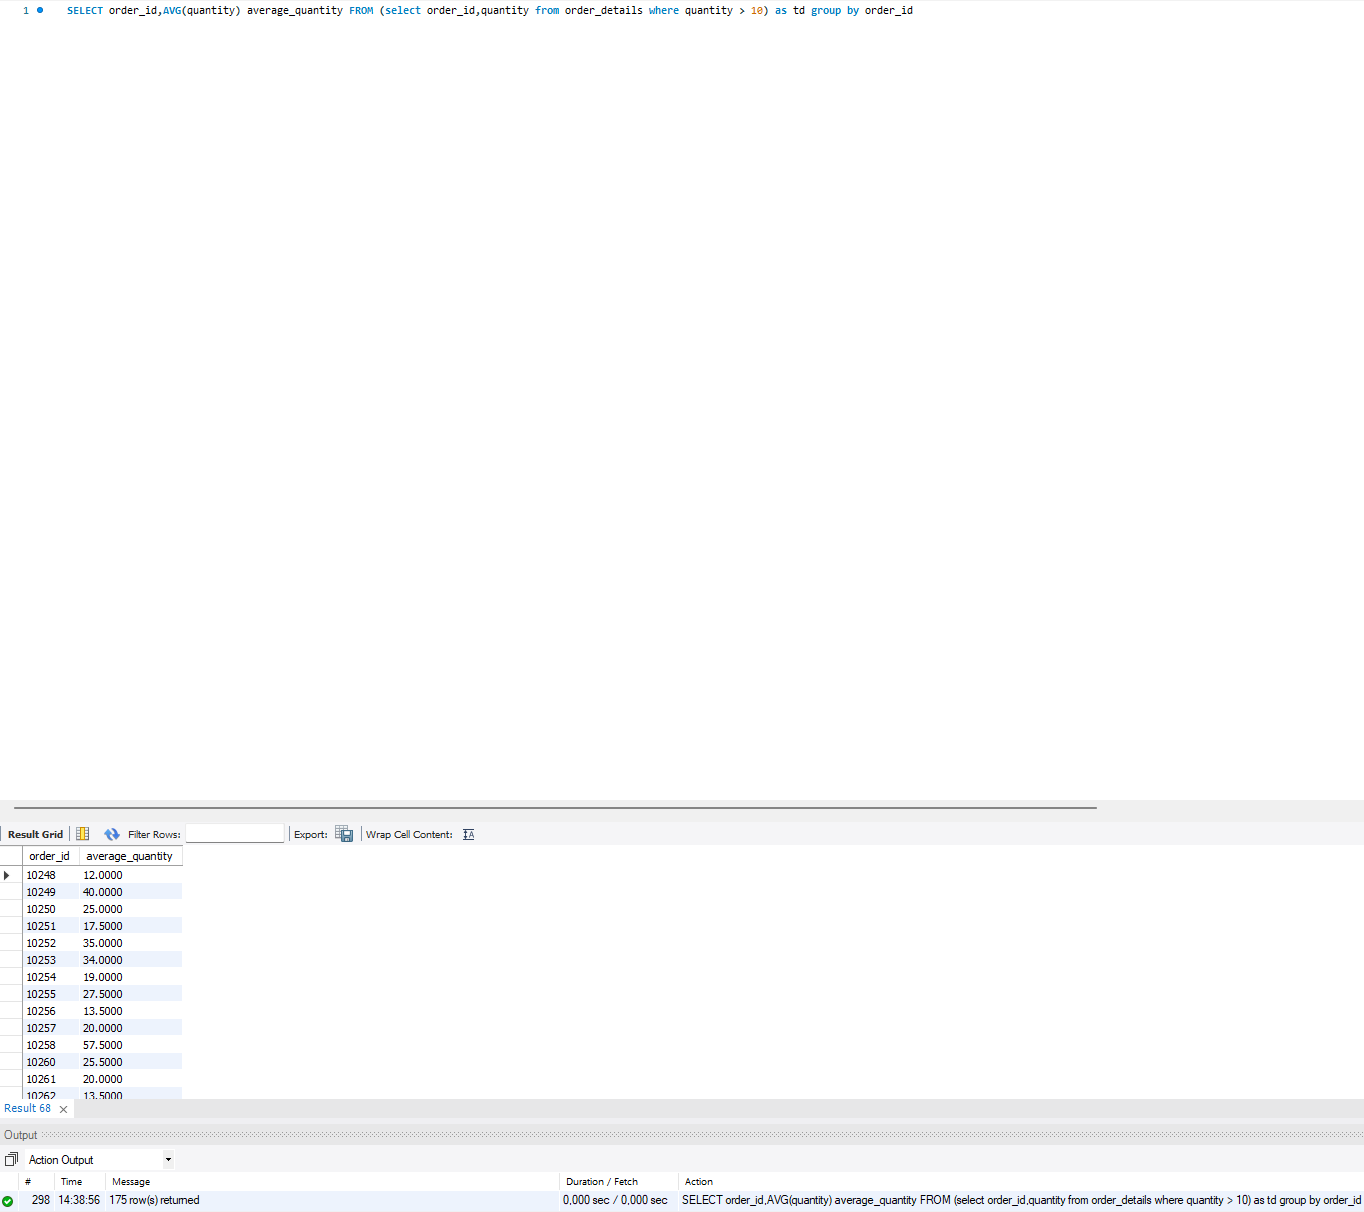 1 SELECT order_id,AVG(quantity) average_quantity FROM (select order_id,quantity from order_details where quantity > 10) as td group by order_id
Result Grid Filter Rows: Export: Wrap Cell Content: IA
order_id average_quantity
10248 12.0000
10249 40.0000
10250 25.0000
10251 17.5000
10252 35.0000
10253 34.0000
10254 19.0000
10255 27.5000
10256 13.5000
10257 20.0000
10258 57.5000
10260 25.5000
10261 20.0000
10262 13.5000
Result 68
Output
Action Output
# Time Message Duration / Fetch Action
298 14:38:56 175 row(s) returned 0,000 sec / 0,000 sec SELECT order_id,AVG(quantity) average_quantity FROM (select order_id,quantity from order_details where quantity > 10) as td group by order_id